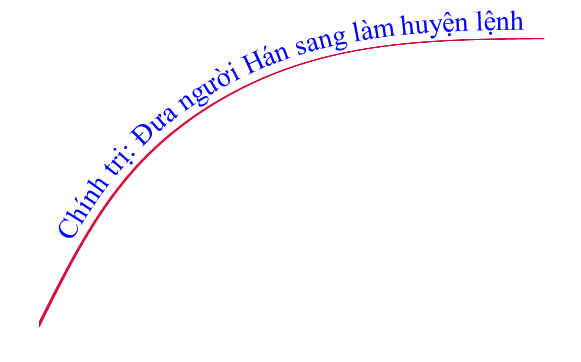 Chính trị: Đưa người Hán sang làm huyện lệnh